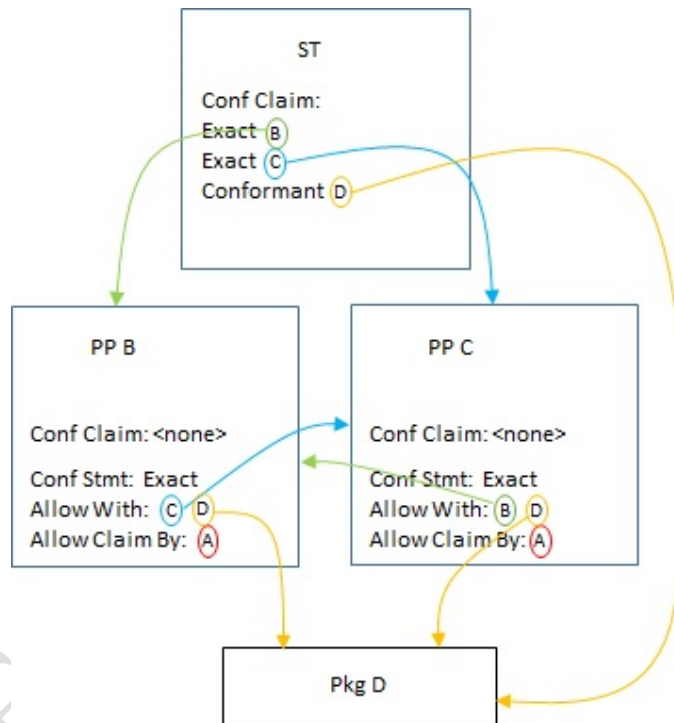 ST
Conf Claim:
Exact B
Exact C
Conformant D
PP B
Conf Claim: <none>
Conf Stmt: Exact
Allow With: C D
Allow Claim By: A
PP C
Conf Claim: <none>
Conf Stmt: Exact
Allow With: B D
Allow Claim By: A
Pkg D